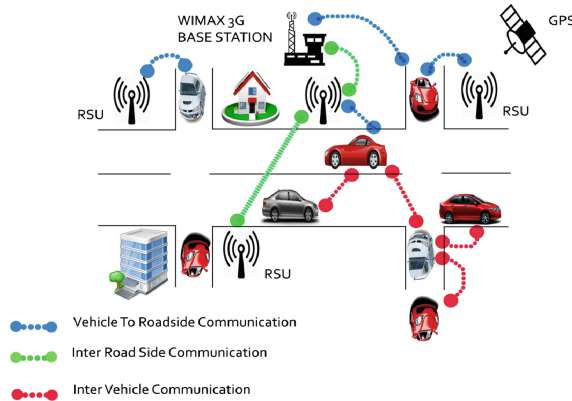 WIMAX 3G
BASE STATION
GPS
RSU
RSU
RSU
Vehicle To Roadside Communication
Inter Road Side Communication
Inter Vehicle Communication